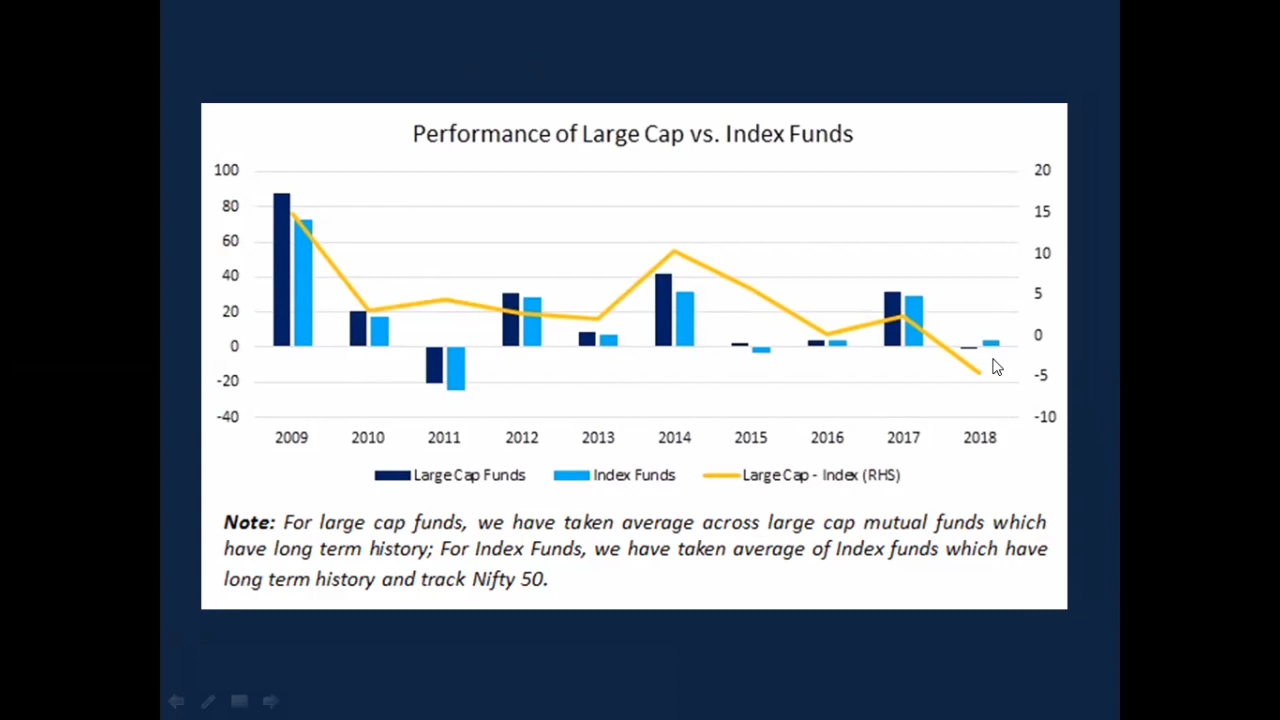 Performance of Large Cap vs. Index Funds
100
80
60
40
20
0
-20
-40
20
15
10
5
0
-5
-10
2009 2010 2011 2012 2013 2014 2015 2016 2017 2018
Large Cap Funds Index Funds Large Cap - Index (RHS)
Note: For large cap funds, we have taken average across large cap mutual funds which
have long term history; For Index Funds, we have taken average of Index funds which have
long term history and track Nifty 50.